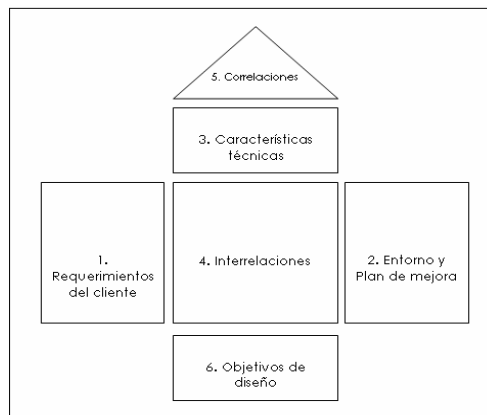 5. Correlaciones
3. Características
técnicas
1.
Requerimientos
del cliente
4. Interrelaciones
2. Entorno y
Plan de mejora
6. Objetivos de
diseño